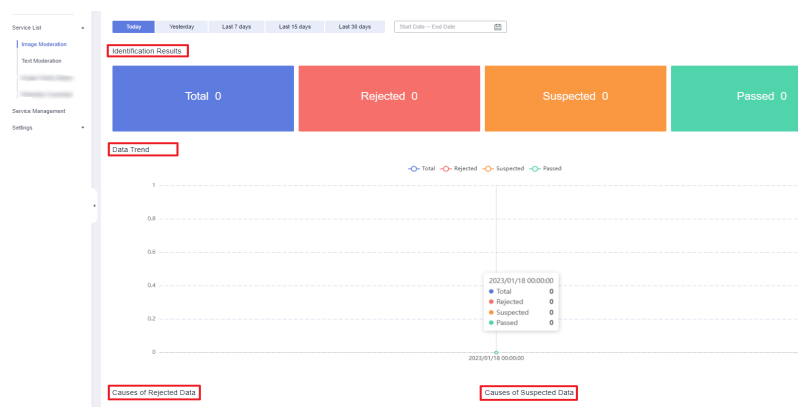 Service List
Image Moderation
Text Moderation
Service Management
Settings
Today Yesterday Last 7 days Last 15 days Last 30 days Start Date -- End Date
Identification Results
Total 0 Rejected 0 Suspected 0 Passed 0
Data Trend
Total Rejected Suspected Passed
1
0.8
0.6
0.4
0.2
0
2023/01/18 00:00:00
Total 0
Rejected 0
Suspected 0
Passed 0
2023/01/18 00:00:00
Causes of Rejected Data Causes of Suspected Data